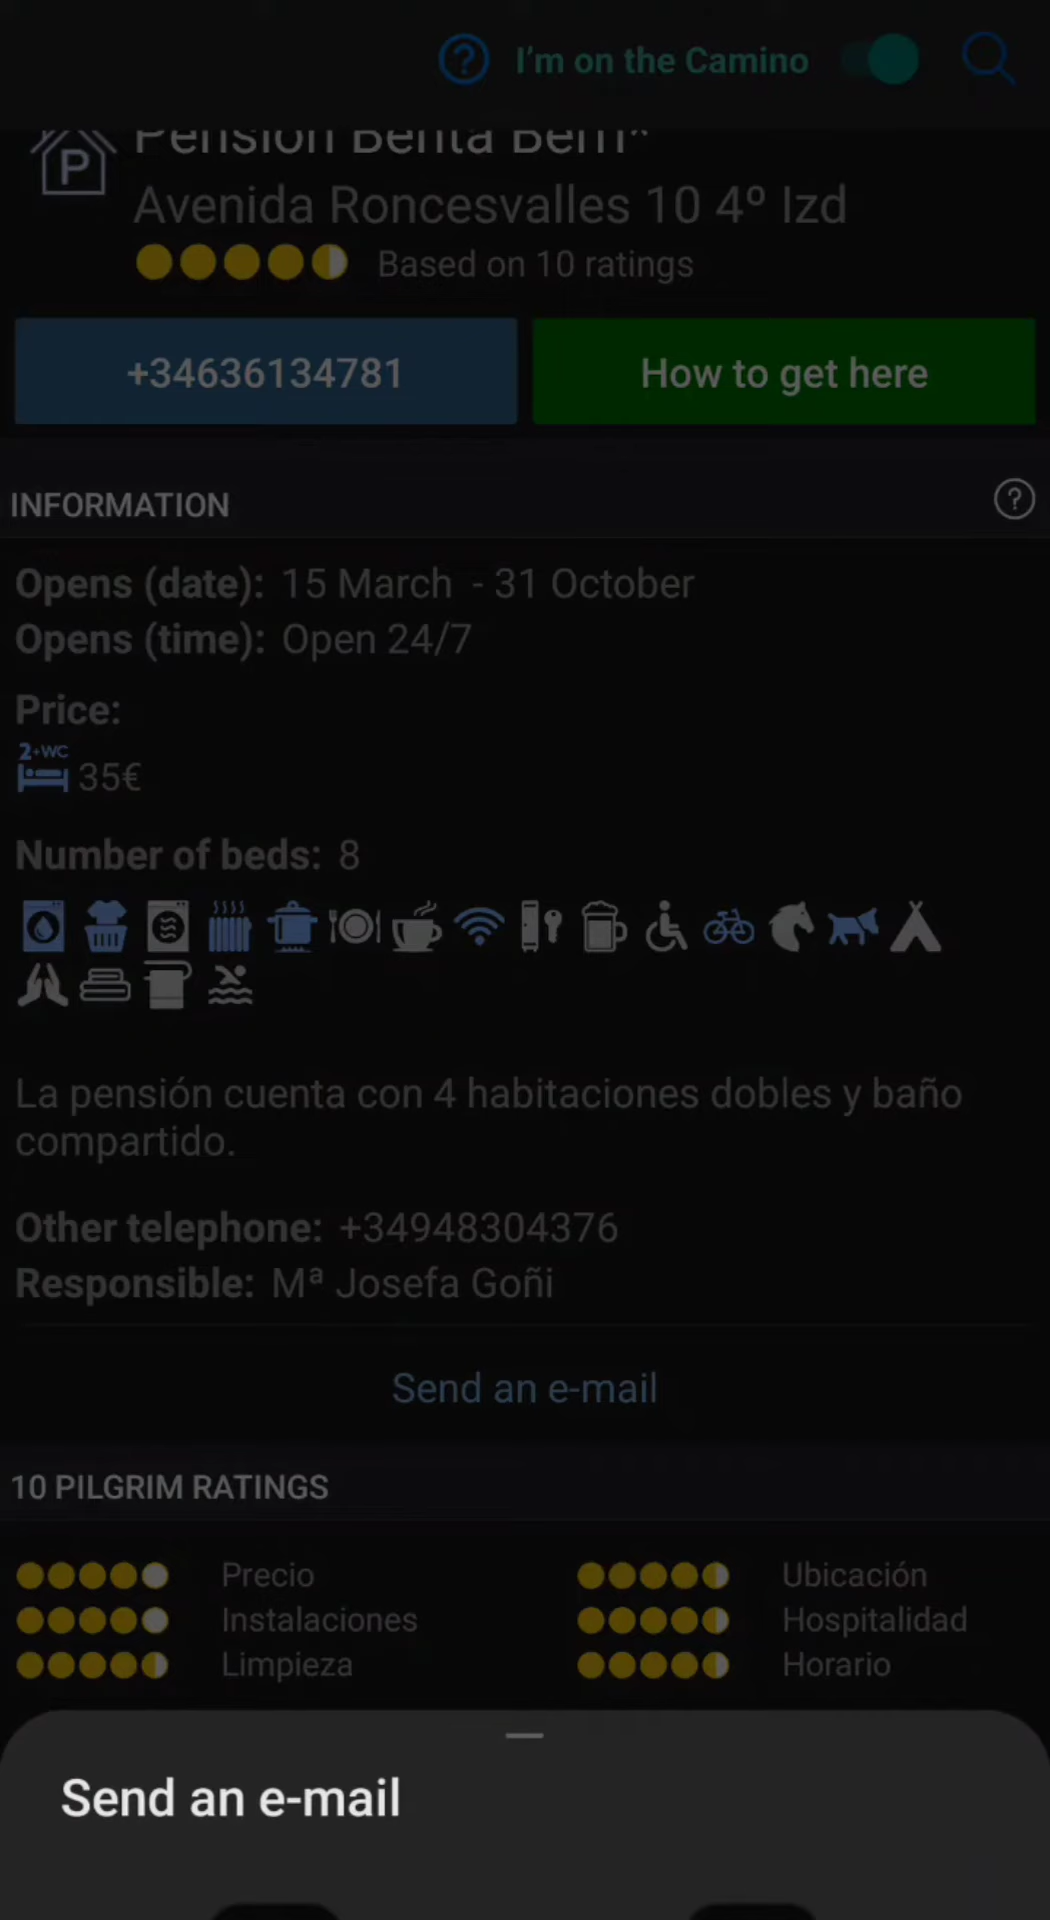 I'm on the Camino
Pensión Benta Berri*
Avenida Roncesvalles 10 4º Izd
Based on 10 ratings
+34636134781
How to get here
INFORMATION
Opens (date): 15 March - 31 October
Opens (time): Open 24/7
Price:
2+WC
35€
Number of beds: 8
La pensión cuenta con 4 habitaciones dobles y baño
compartido.
Other telephone: +34948304376
Responsible: Mª Josefa Goñi
Send an e-mail
10 PILGRIM RATINGS
Precio
Ubicación
Instalaciones
Hospitalidad
Limpieza
Horario
Send an e-mail